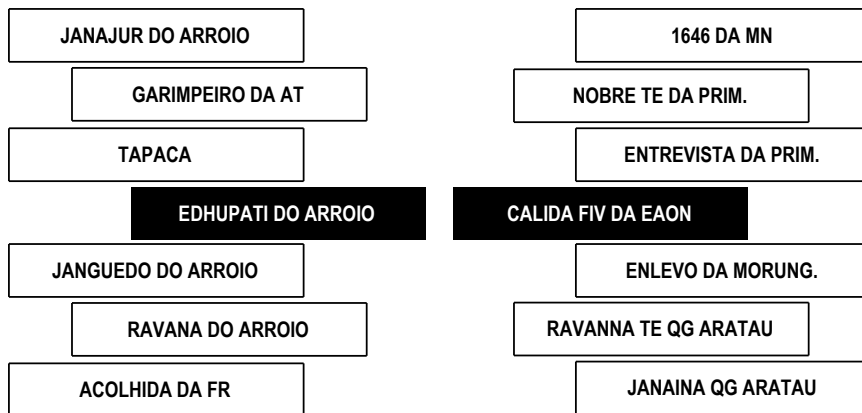 JANAJUR DO ARROIO
1646 DA MN
GARIMPEIRO DA AT
NOBRE TE DA PRIM.
TAPACA
ENTREVISTA DA PRIM.
EDHUPATI DO ARROIO
CALIDA FIV DA EAON
JANGUEDO DO ARROIO
ENLEVO DA MORUNG.
RAVANA DO ARROIO
RAVANNA TE QG ARATAU
ACOLHIDA DA FR
JANAINA QG ARATAU